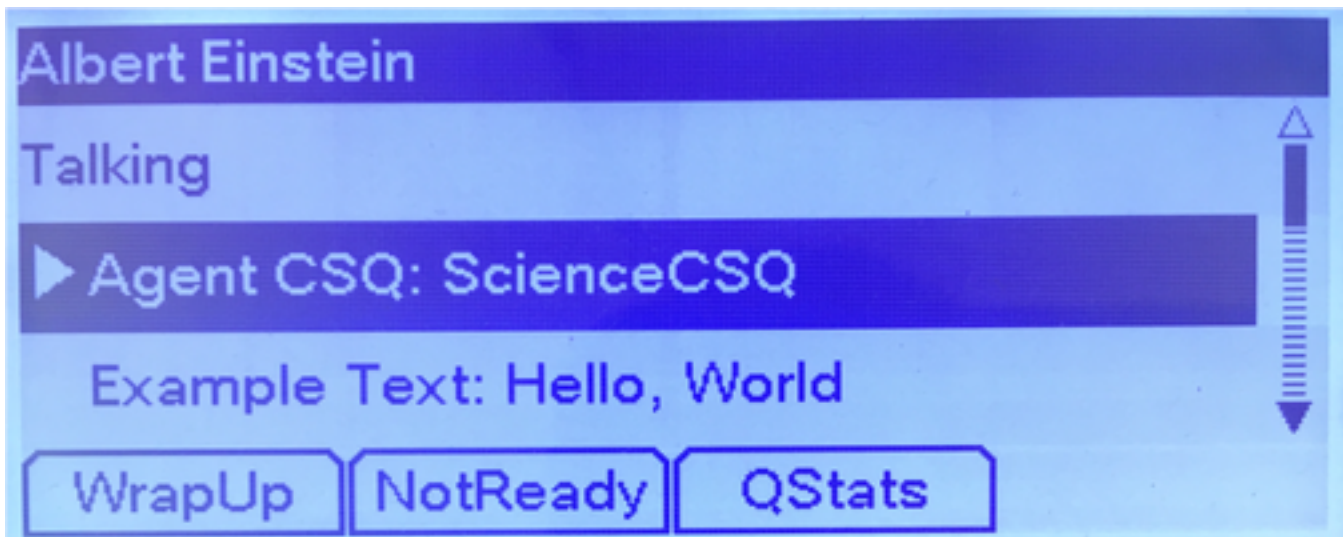 Albert Einstein
Talking
Agent CSQ: ScienceCSQ
Example Text: Hello, World
WrapUp NotReady QStats